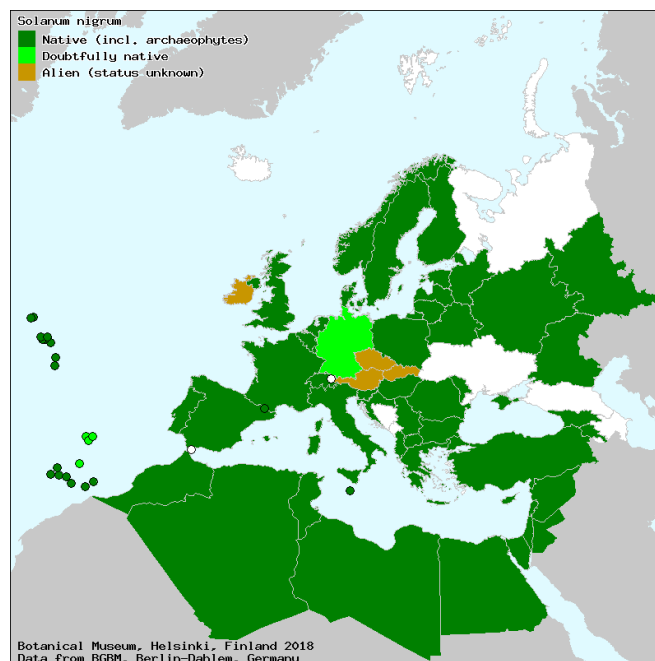 Solanum nigrum
Native (incl. archaeophytes)
Doubtfully native
Alien (status unknown)
Botanical Museum, Helsinki, Finland 2018
Data from BGBM, Berlin-Dahlem, Germany